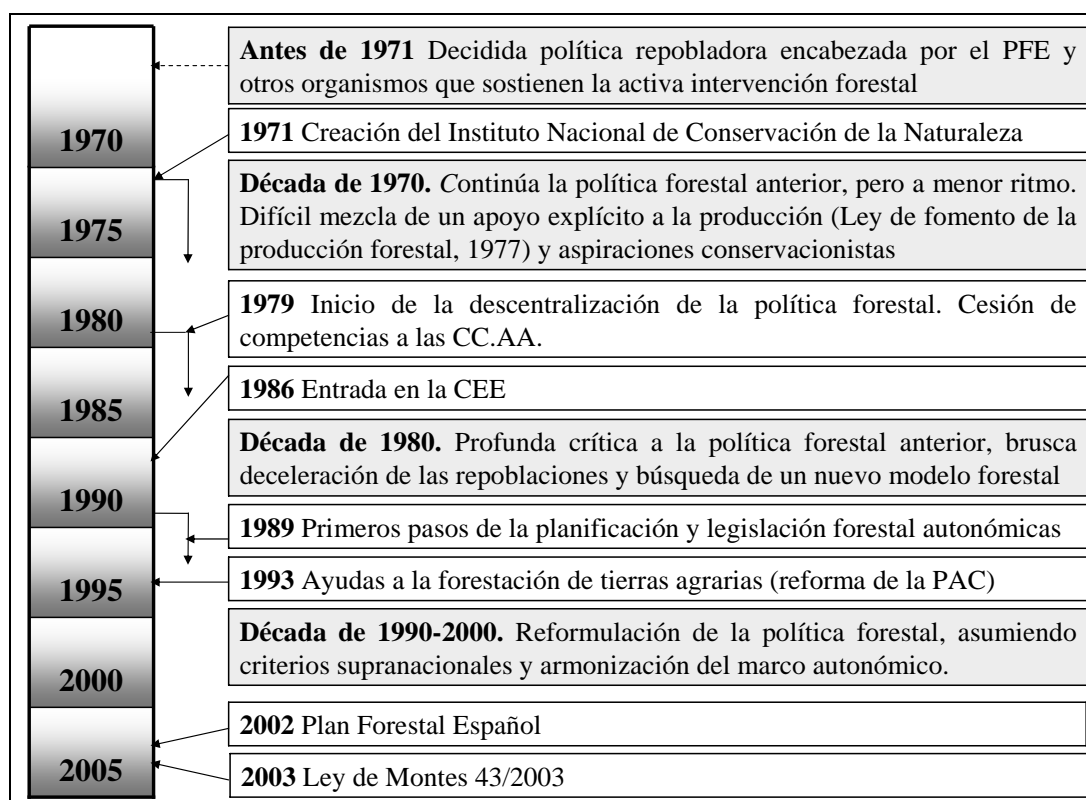 Antes de 1971 Decidida política repobladora encabezada por el PFE y
otros organismos que sostienen la activa intervención forestal
1970
1971 Creación del Instituto Nacional de Conservación de la Naturaleza
Década de 1970. Continúa la política forestal anterior, pero a menor ritmo.
Difícil mezcla de un apoyo explícito a la producción (Ley de fomento de la
producción forestal, 1977) y aspiraciones conservacionistas
1975
1979 Inicio de la descentralización de la política forestal. Cesión de
competencias a las CC.AA.
1980
1986 Entrada en la CEE
1985
Década de 1980. Profunda crítica a la política forestal anterior, brusca
deceleración de las repoblaciones y búsqueda de un nuevo modelo forestal
1990
1989 Primeros pasos de la planificación y legislación forestal autonómicas
1993 Ayudas a la forestación de tierras agrarias (reforma de la PAC)
1995
Década de 1990-2000. Reformulación de la política forestal, asumiendo
criterios supranacionales y armonización del marco autonómico.
2000
2002 Plan Forestal Español
2003 Ley de Montes 43/2003
2005